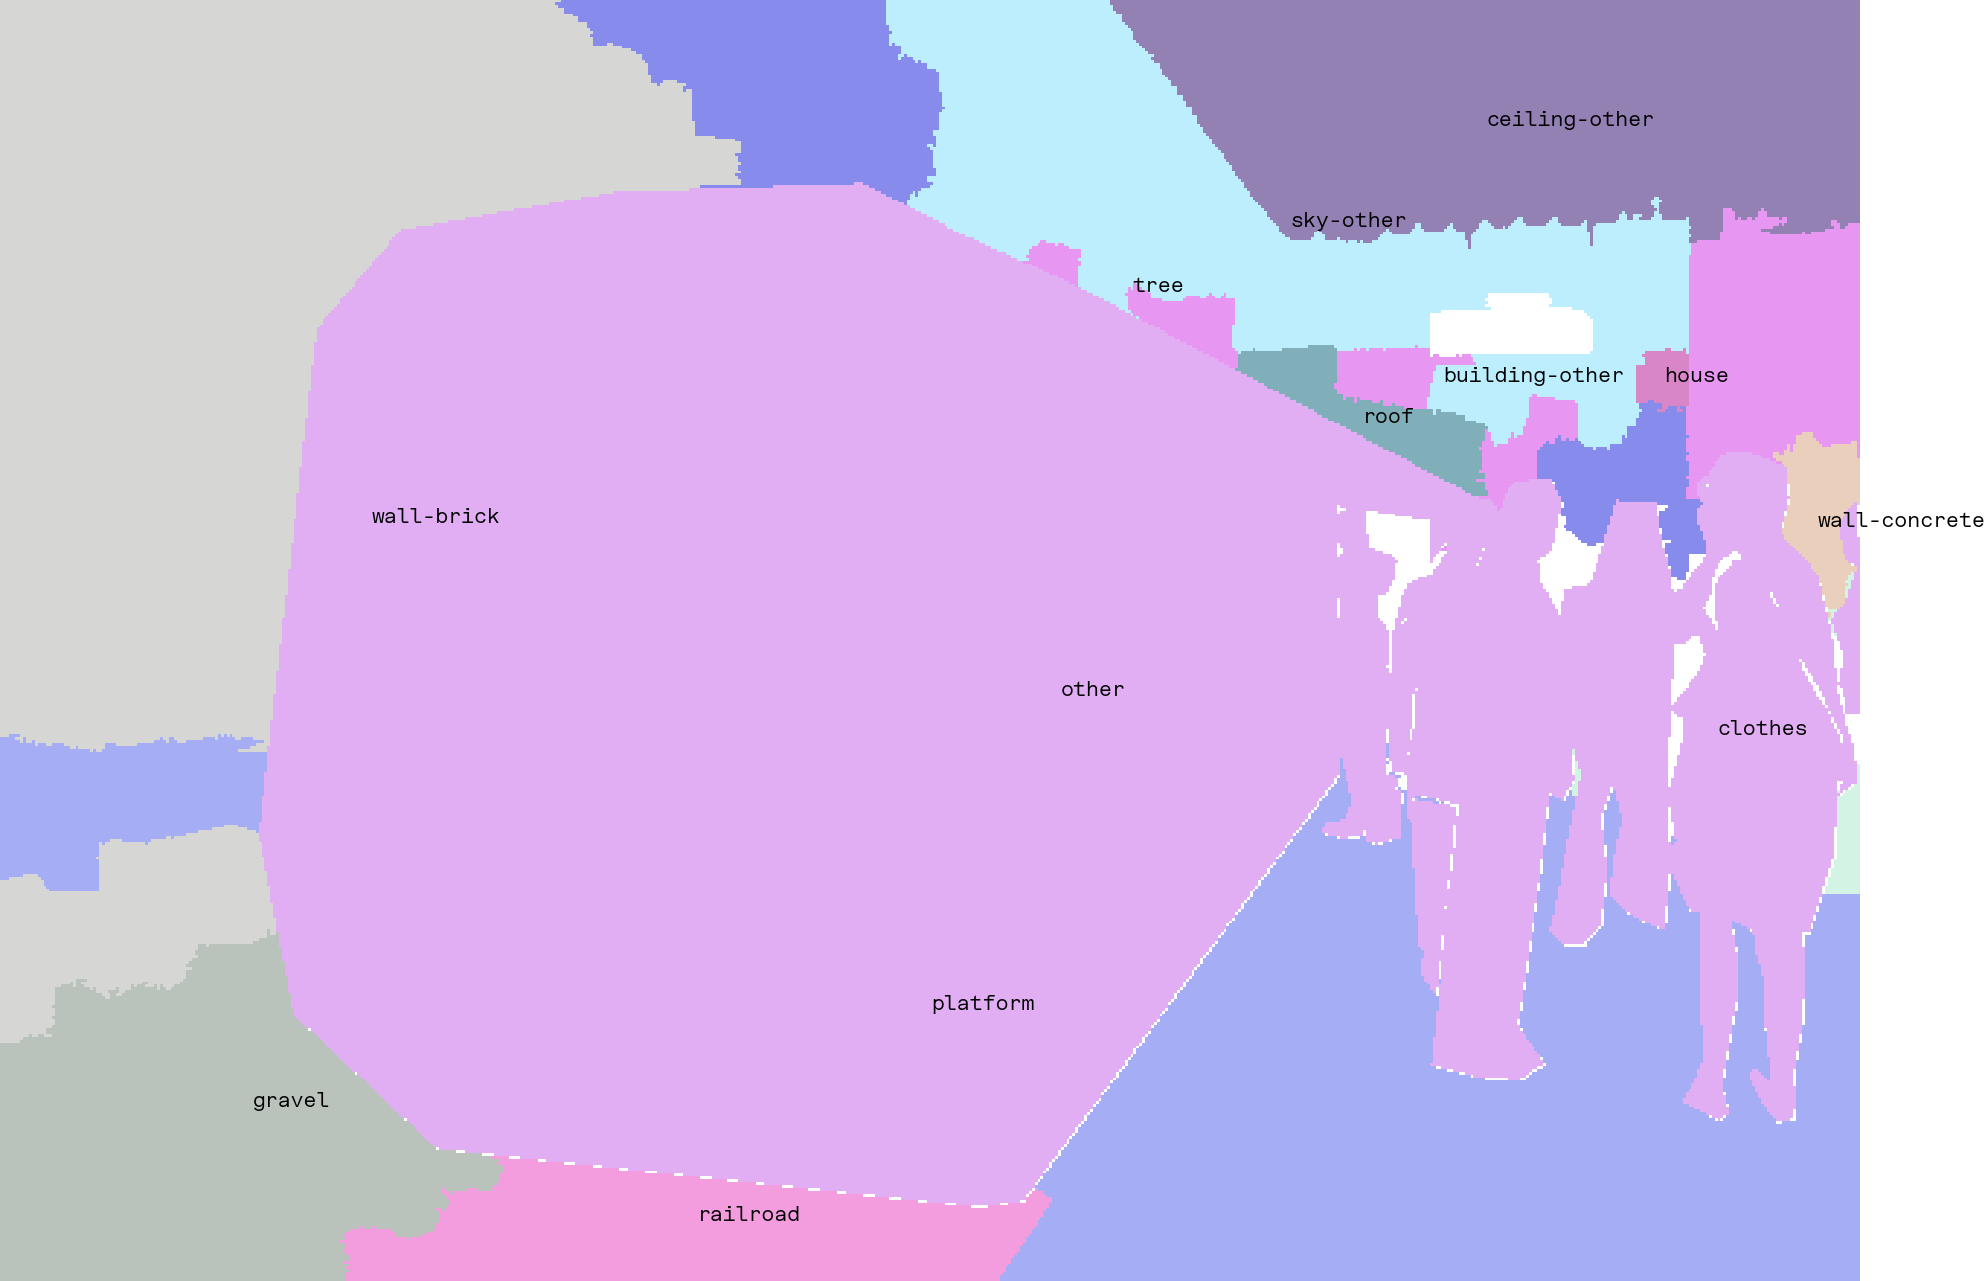 ceiling-other
sky-other
tree
building-other
house
roof
wall-brick
wall-concrete
other
clothes
platform
gravel
railroad